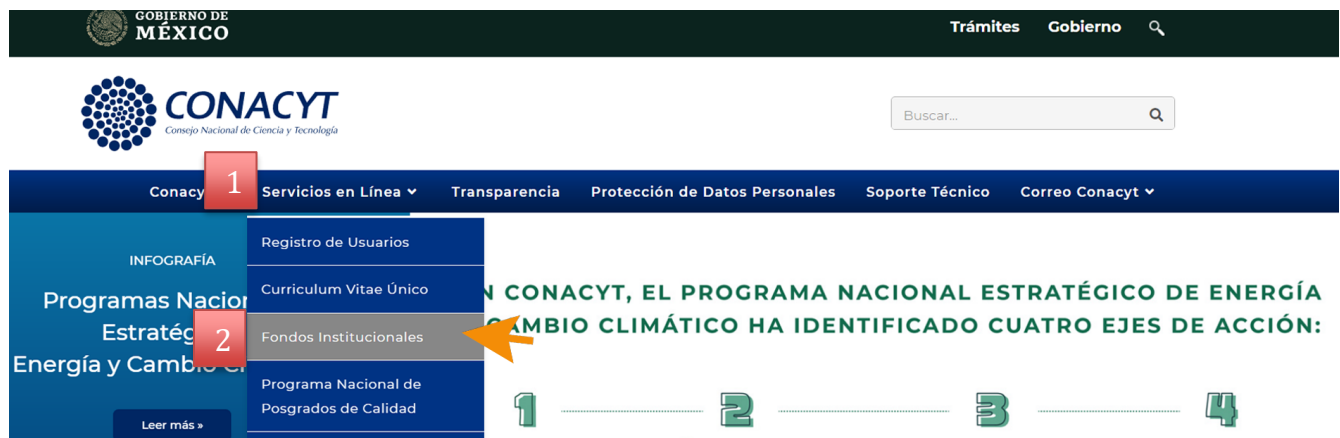 GOBIERNO DE
MÉXICO
Trámites Gobierno
CONACYT
Consejo Nacional de Ciencia y Tecnología
Buscar...
1
Servicios en Línea Transparencia Protección de Datos Personales Soporte Técnico Correo Conacyt
Registro de Usuarios
Curriculum Vitae Único
2
Fondos Institucionales
Programa Nacional de
Posgrados de Calidad
INFOGRAFÍA
Programas
Energía y
Leer más »
CONACYT, EL PROGRAMA NACIONAL ESTRATÉGICO DE ENERGÍA
CAMBIO CLIMÁTICO HA IDENTIFICADO CUATRO EJES DE ACCIÓN:
1 2 3 4